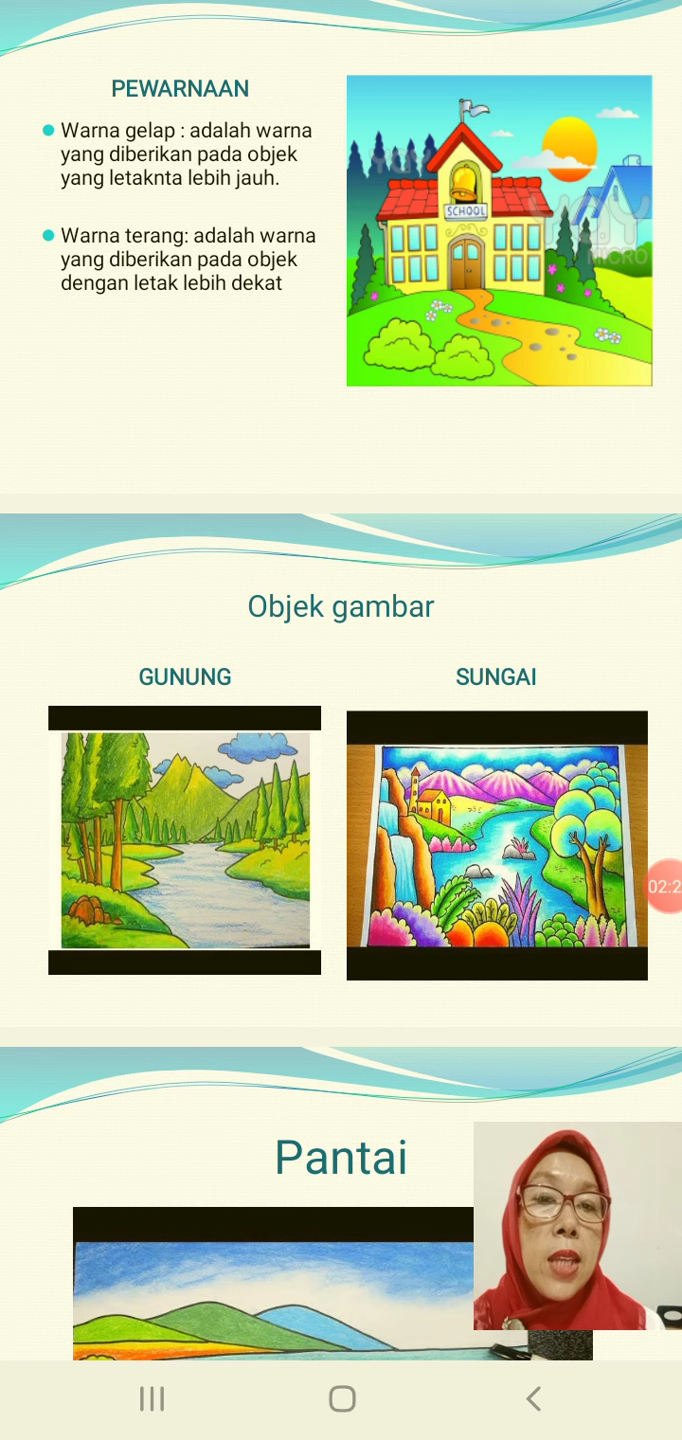 PEWARNAAN
Warna gelap : adalah warna
yang diberikan pada objek
yang letaknta lebih jauh.
Warna terang: adalah warna
yang diberikan pada objek
dengan letak lebih dekat
SCHOOL
MICRO
Objek gambar
GUNUNG
SUNGAI
02:2
Pantai